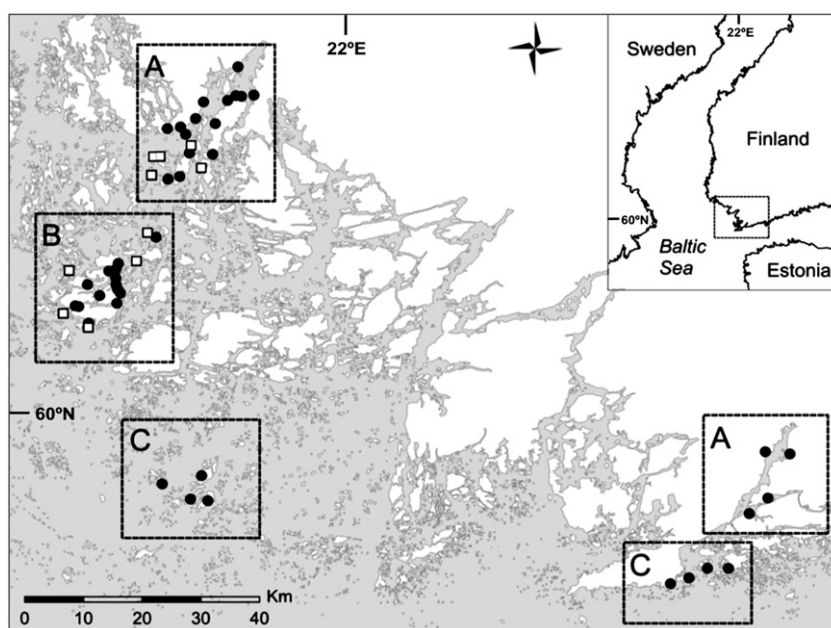 22ºE
A
22ºE
Sweden
Finland
60ºN
Baltic
Sea
Estonia
B
60ºN
C
A
C
Km
0 10 20 30 40